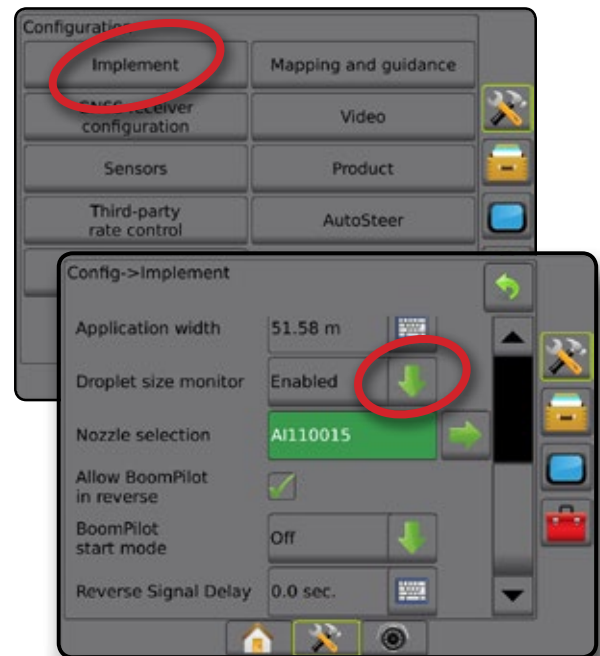 Configuration
Implement
Mapping and guidance
GNSS receiver
configuration
Video
Sensors
Product
Third-party
rate control
AutoSteer
Config->Implement
Application width
51.58 m
Droplet size monitor
Enabled
Nozzle selection
AI110015
Allow BoomPilot
in reverse
BoomPilot
start mode
Off
Reverse Signal Delay
0.0 sec.